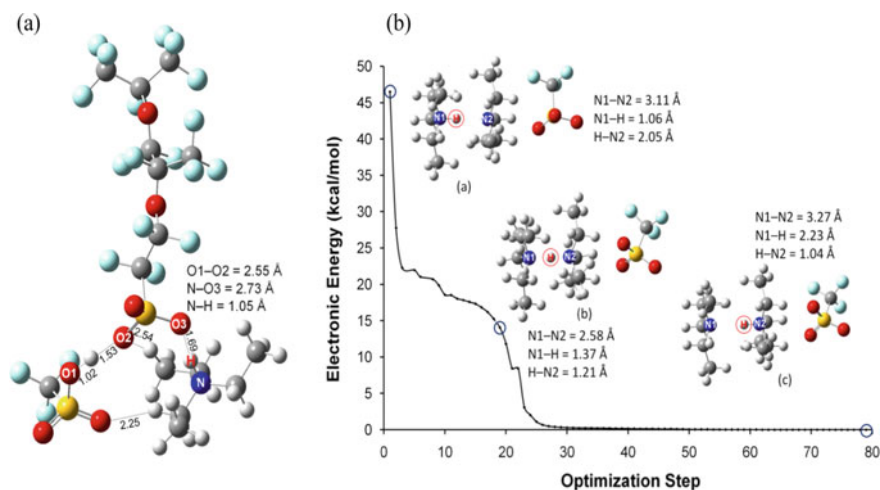 (a)
O1–O2 = 2.55 Å
N–O3 = 2.73 Å
N–H = 1.05 Å
O3
2.54
O2
1.69
1.53
O1
1.02
H
N
2.25
(b)
Electronic Energy (kcal/mol)
50
45
40
35
30
25
20
15
10
5
0
0 10 20 30 40 50 60 70 80
Optimization Step
N1 H N2
N1–N2 = 3.11 Å
N1–H = 1.06 Å
H–N2 = 2.05 Å
(a)
N1 H N2
(b)
N1–N2 = 2.58 Å
N1–H = 1.37 Å
H–N2 = 1.21 Å
N1–N2 = 3.27 Å
N1–H = 2.23 Å
H–N2 = 1.04 Å
N1 H N2
(c)